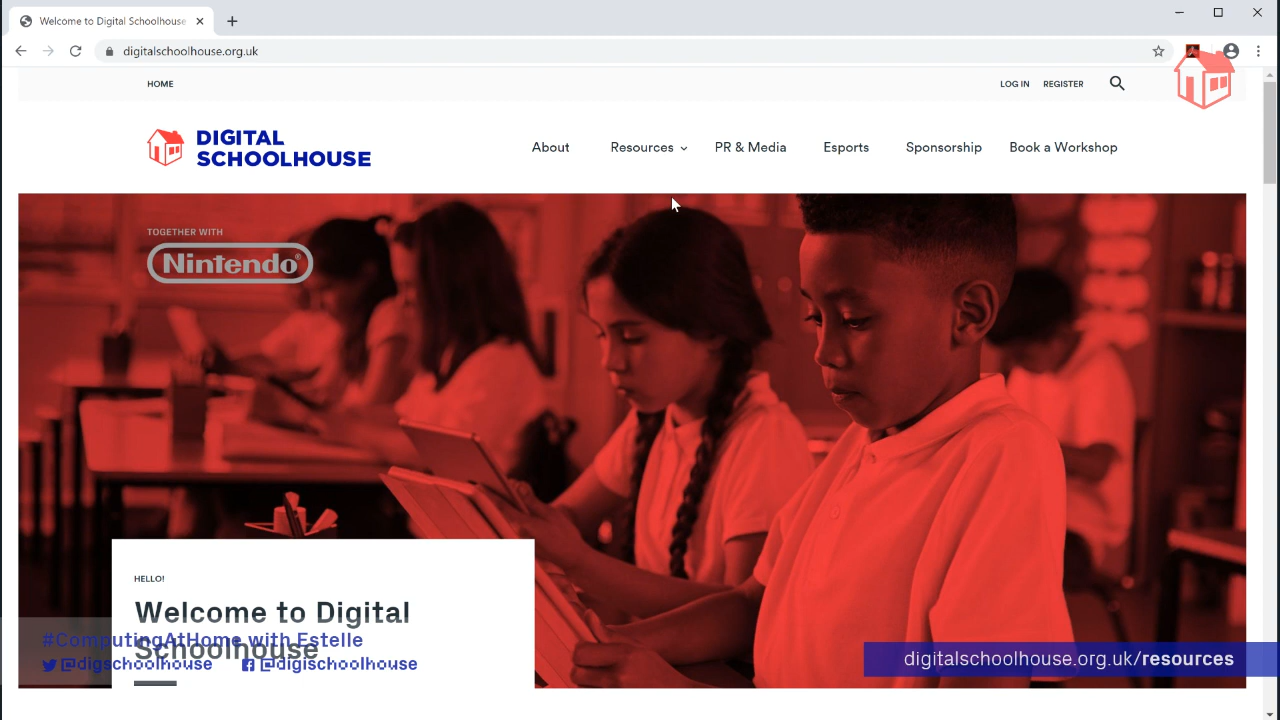 Welcome to Digital Schoolhouse
digitalschoolhouse.org.uk
HOME
LOG IN
REGISTER
DIGITAL
SCHOOLHOUSE
About
Resources
PR & Media
Esports
Sponsorship
Book a Workshop
TOGETHER WITH
Nintendo®
HELLO!
Welcome to Digital
Schoolhouse
#ComputingAtHome with Estelle
@digschoolhouse
@digischoolhouse
digitalschoolhouse.org.uk/resources